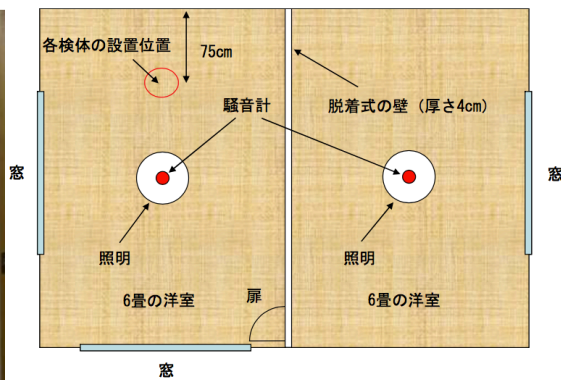 各検体の設置位置
75cm
騒音計
脱着式の壁（厚さ4cm）
窓
窓
照明
照明
6畳の洋室
扉
6畳の洋室
窓